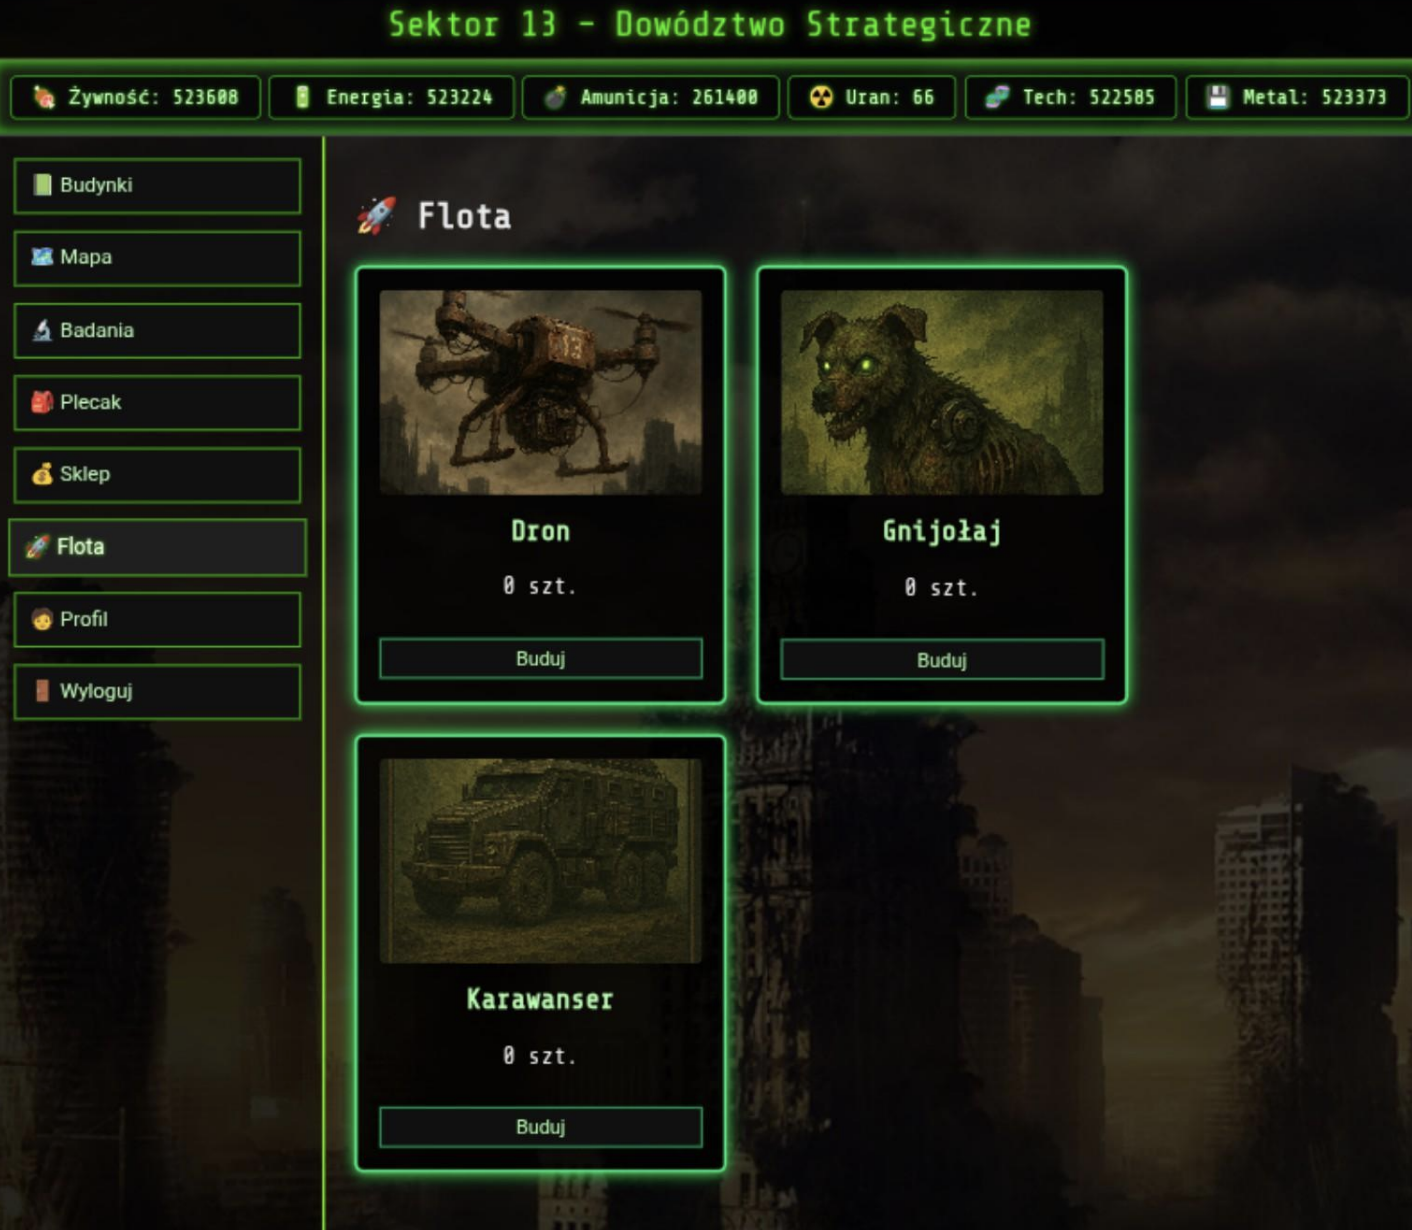 Sektor 13 – Dowództwo Strategiczne
Żywność: 523608
Energia: 523224
Amunicja: 261400
Uran: 66
Tech: 522585
Metal: 523373
Budynki
Mapa
Badania
Plecak
Sklep
Flota
Profil
Wyloguj
Flota
13
Dron
0 szt.
Buduj
Gnijołaj
0 szt.
Buduj
Karawanser
0 szt.
Buduj